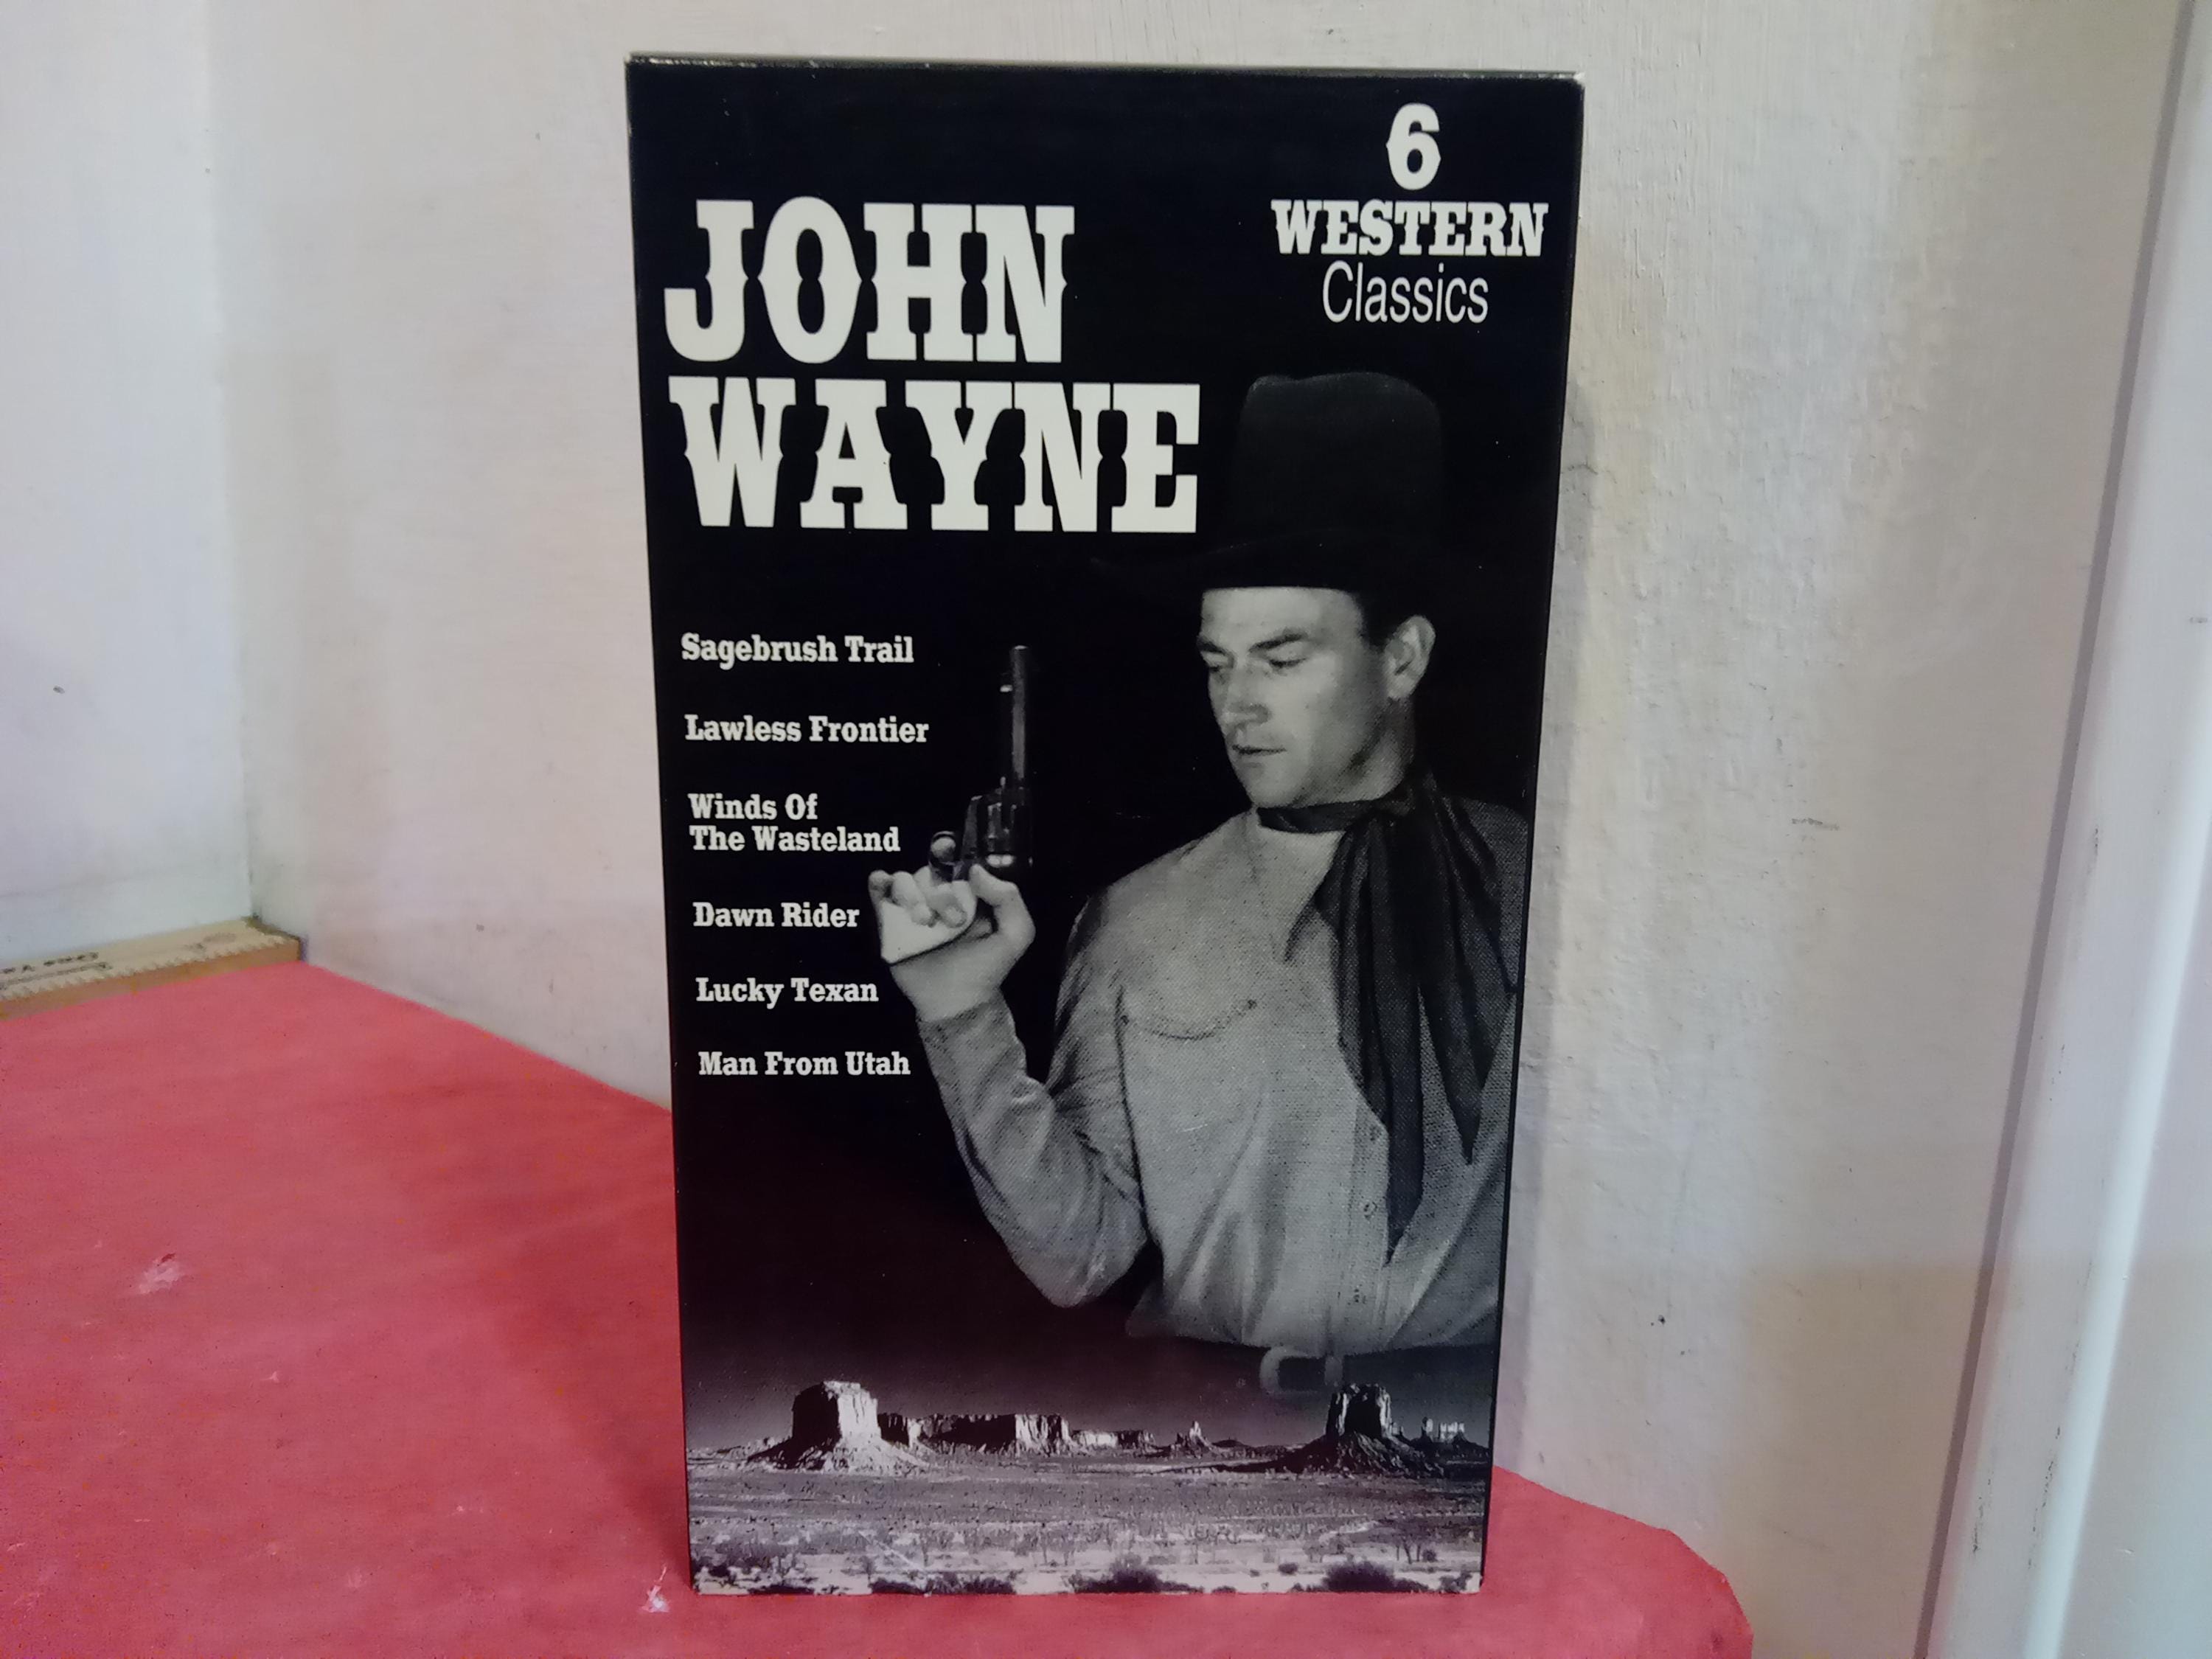 6
WESTERN
Classics
JOHN
WAYNE
Sagebrush Trail
Lawless Frontier
Winds Of
The Wasteland
Dawn Rider
Lucky Texan
Man From Utah